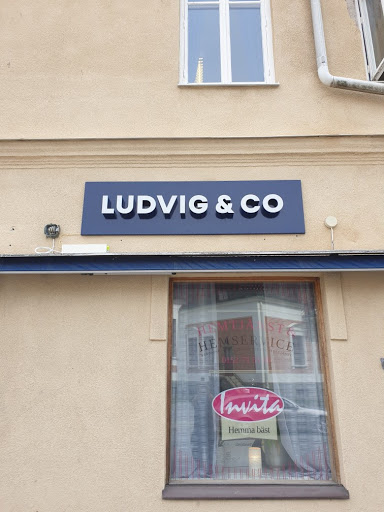 LUDVIG & CO
HEMSERVICE
Invita
Hemma bäst